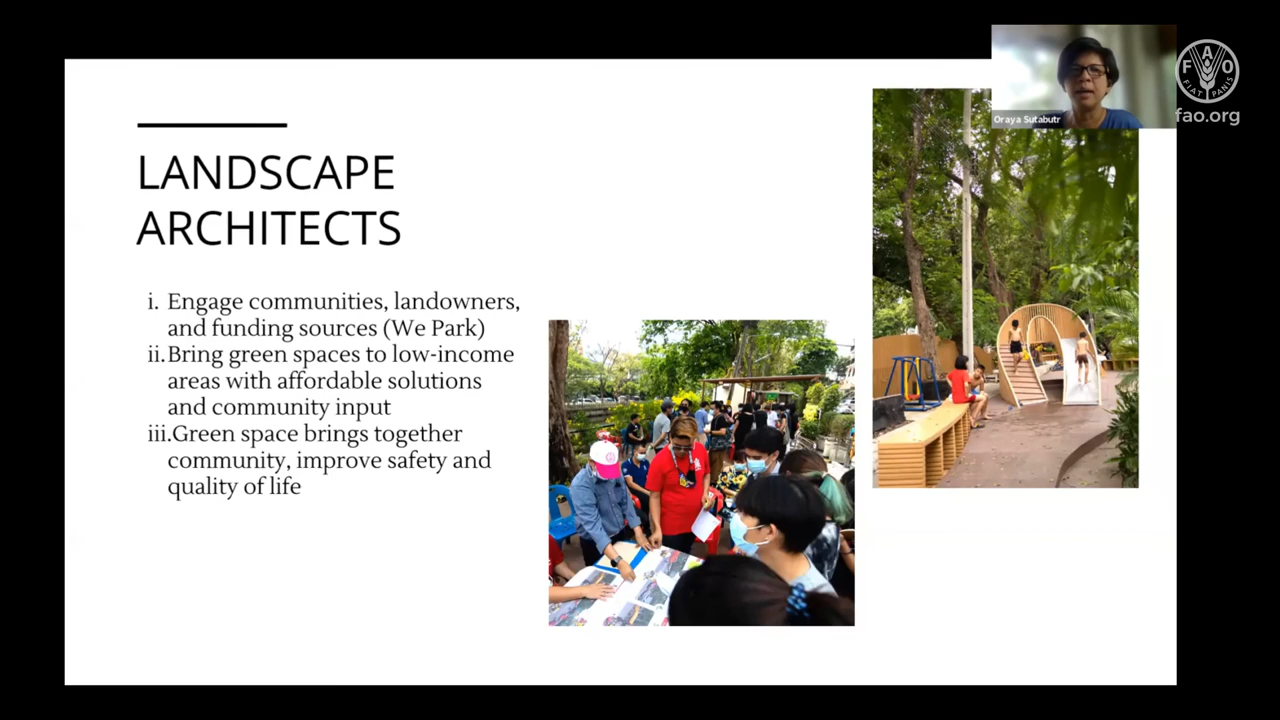 LANDSCAPE
ARCHITECTS
i. Engage communities, landowners,
and funding sources (We Park)
ii. Bring green spaces to low-income
areas with affordable solutions
and community input
iii. Green space brings together
community, improve safety and
quality of life
Oraya Sutabutr
F A O
FIAT PANIS
fao.org